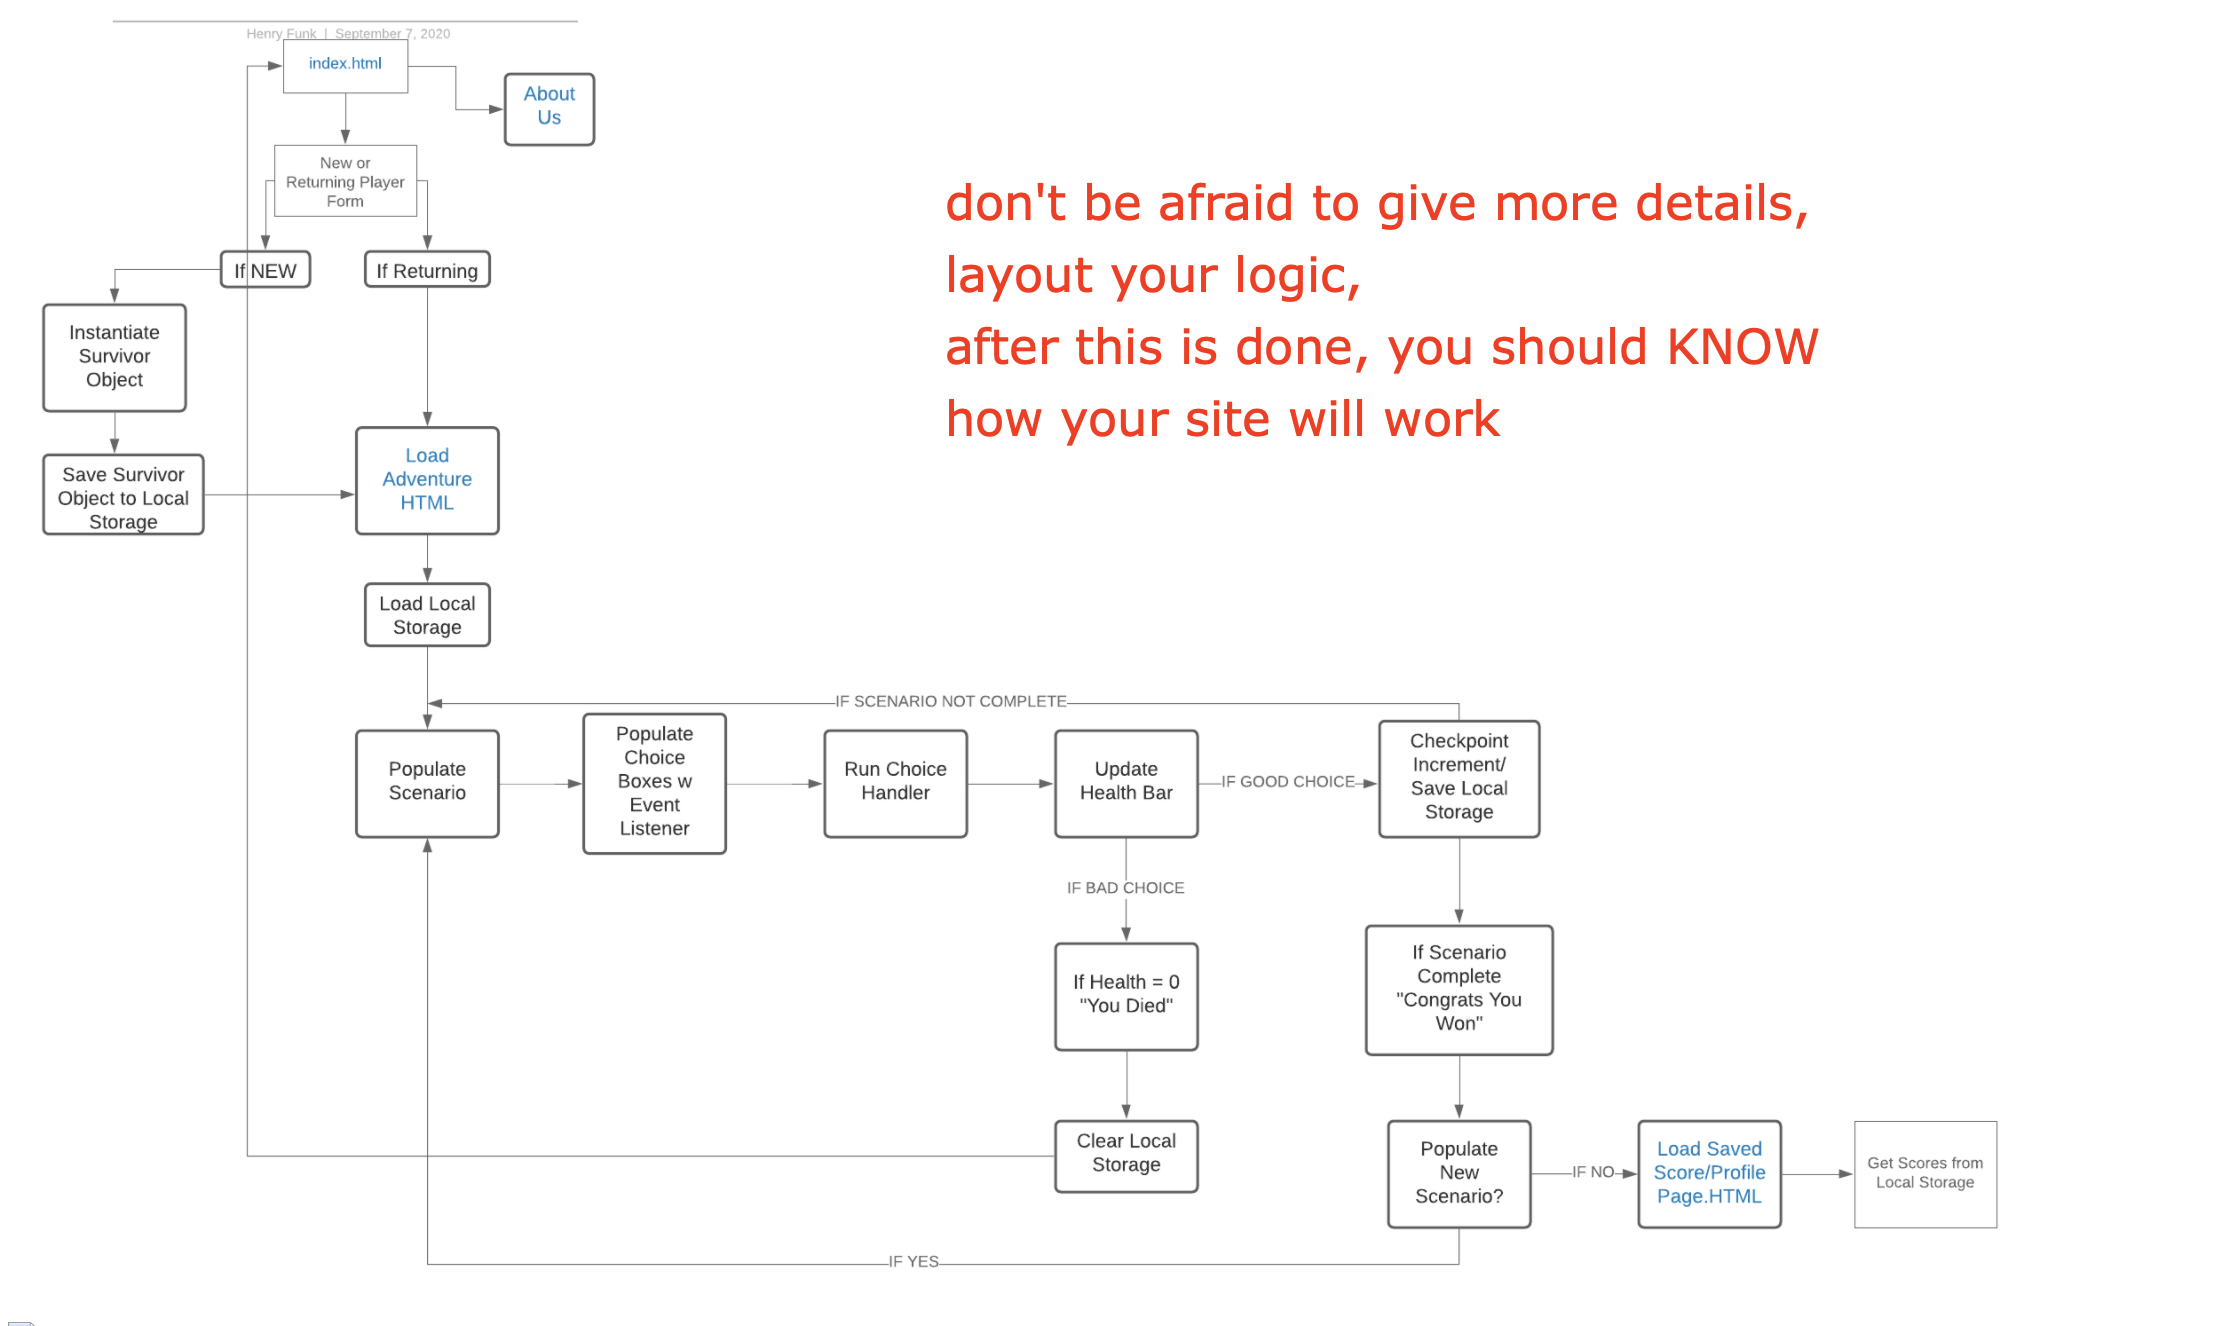 Henry Funk | September 7, 2020
index.html
About
Us
New or
Returning Player
Form
If NEW
If Returning
Instantiate
Survivor
Object
Save Survivor
Object to Local
Storage
Load
Adventure
HTML
Load Local
Storage
don't be afraid to give more details,
layout your logic,
after this is done, you should KNOW
how your site will work
IF SCENARIO NOT COMPLETE
Populate
Scenario
Populate
Choice
Boxes w
Event
Listener
Run Choice
Handler
Update
Health Bar
IF GOOD CHOICE
Checkpoint
Increment/
Save Local
Storage
IF BAD CHOICE
If Health = 0
"You Died"
If Scenario
Complete
"Congrats You
Won"
Clear Local
Storage
Populate
New
Scenario?
IF NO
Load Saved
Score/Profile
Page.HTML
Get Scores from
Local Storage
IF YES